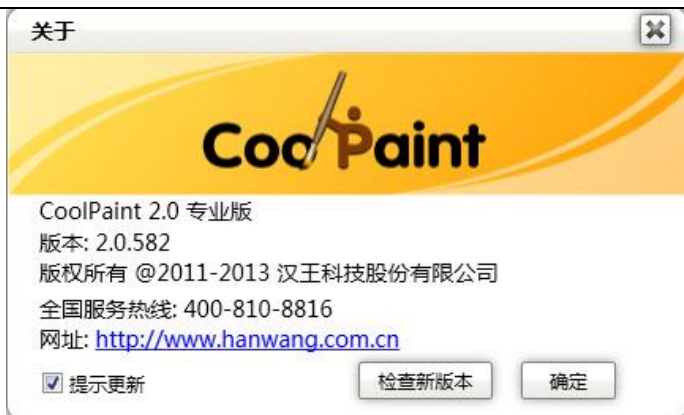 关于
CoolPaint
CoolPaint 2.0 专业版
版本: 2.0.582
版权所有 @2011-2013 汉王科技股份有限公司
全国服务热线: 400-810-8816
网址: http://www.hanwang.com.cn
提示更新 检查新版本 确定